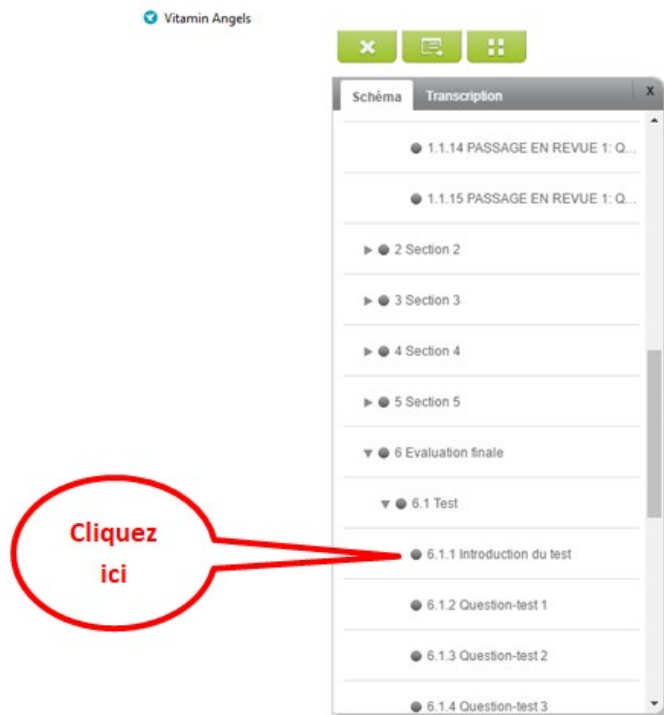 Vitamin Angels
Schéma Transcription X
1.1.14 PASSAGE EN REVUE 1: Q...
1.1.15 PASSAGE EN REVUE 1: Q...
2 Section 2
3 Section 3
4 Section 4
5 Section 5
6 Evaluation finale
6.1 Test
Cliquez
ici
6.1.1 Introduction du test
6.1.2 Question-test 1
6.1.3 Question-test 2
6.1.4 Question-test 3